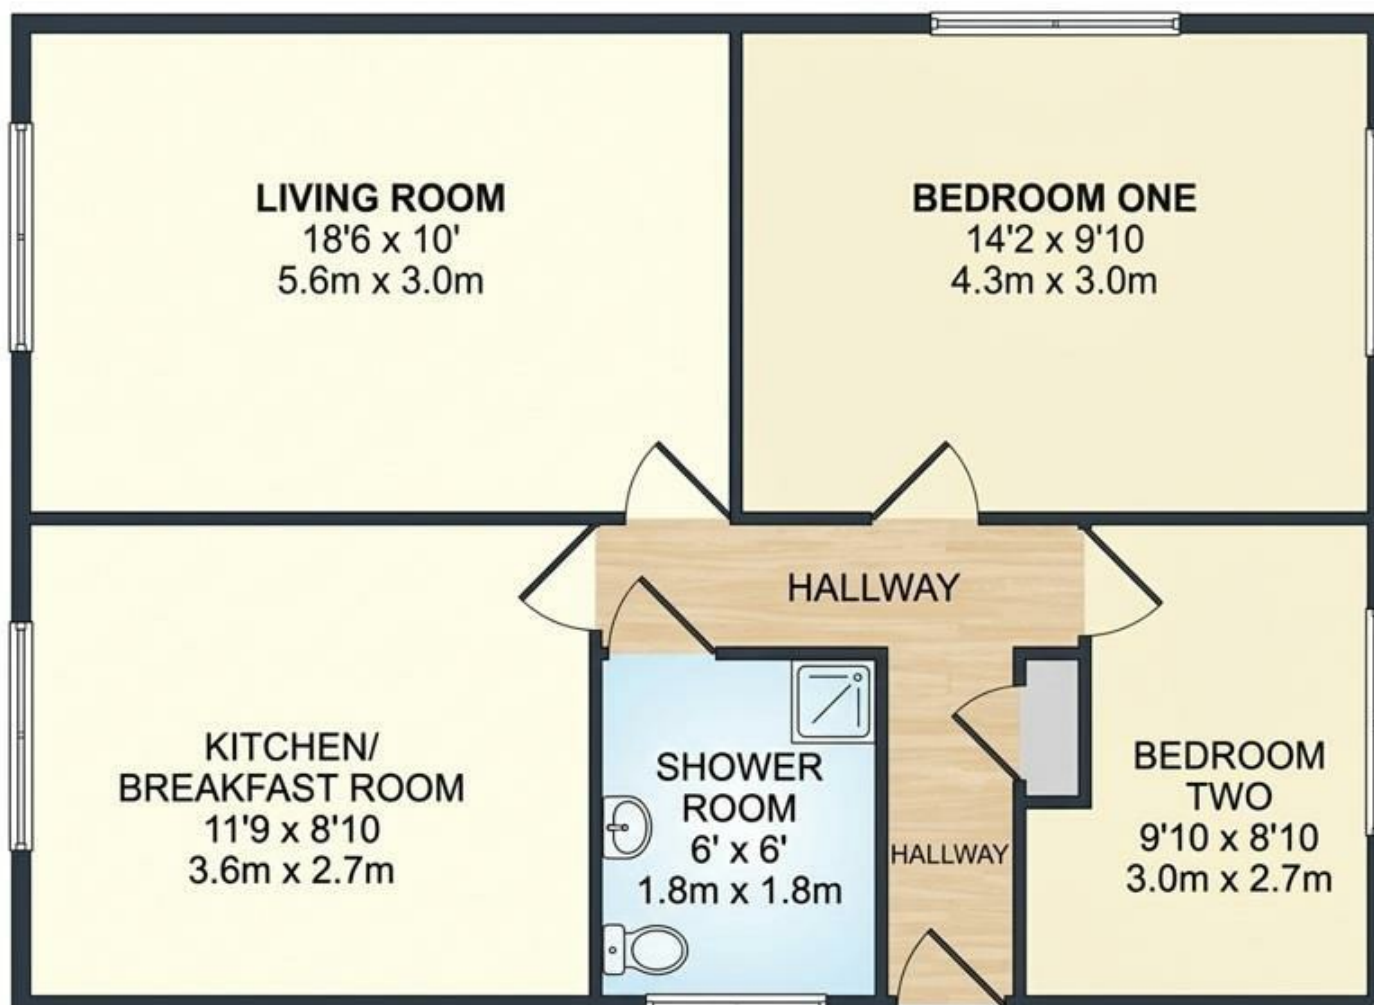 LIVING ROOM
18'6 x 10'
5.6m x 3.0m
BEDROOM ONE
14'2 x 9'10
4.3m x 3.0m
HALLWAY
KITCHEN/
BREAKFAST ROOM
11'9 x 8'10
3.6m x 2.7m
SHOWER
ROOM
6' x 6'
1.8m x 1.8m
HALLWAY
BEDROOM
TWO
9'10 x 8'10
3.0m x 2.7m